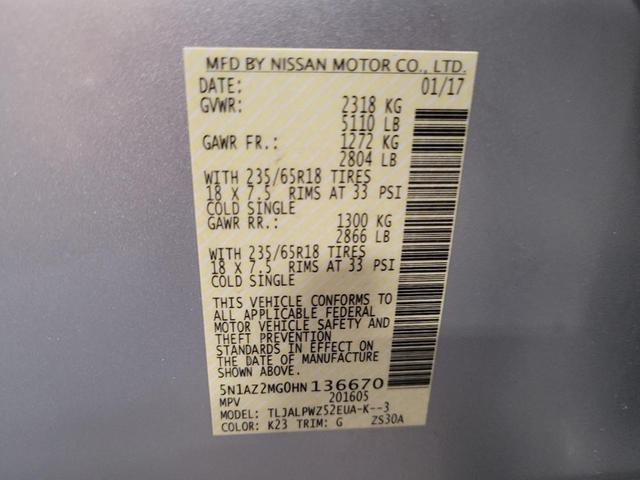 MFD BY NISSAN MOTOR CO., LTD.
DATE: 01/17
GVWR: 2318 KG
5110 LB
GAWR FR.: 1272 KG
2804 LB
WITH 235/65R18 TIRES
18 X 7.5 RIMS AT 33 PSI
COLD SINGLE
GAWR RR.: 1300 KG
2866 LB
WITH 235/65R18 TIRES
18 X 7.5 RIMS AT 33 PSI
COLD SINGLE
THIS VEHICLE CONFORMS TO
ALL APPLICABLE FEDERAL
MOTOR VEHICLE SAFETY AND
THEFT PREVENTION
STANDARDS IN EFFECT ON
THE DATE OF MANUFACTURE
SHOWN ABOVE.
5N1AZ2MG0HN136670
MPV 201605
MODEL: TLJALPWZ52EUA-K--3
COLOR: K23 TRIM: G ZS30A